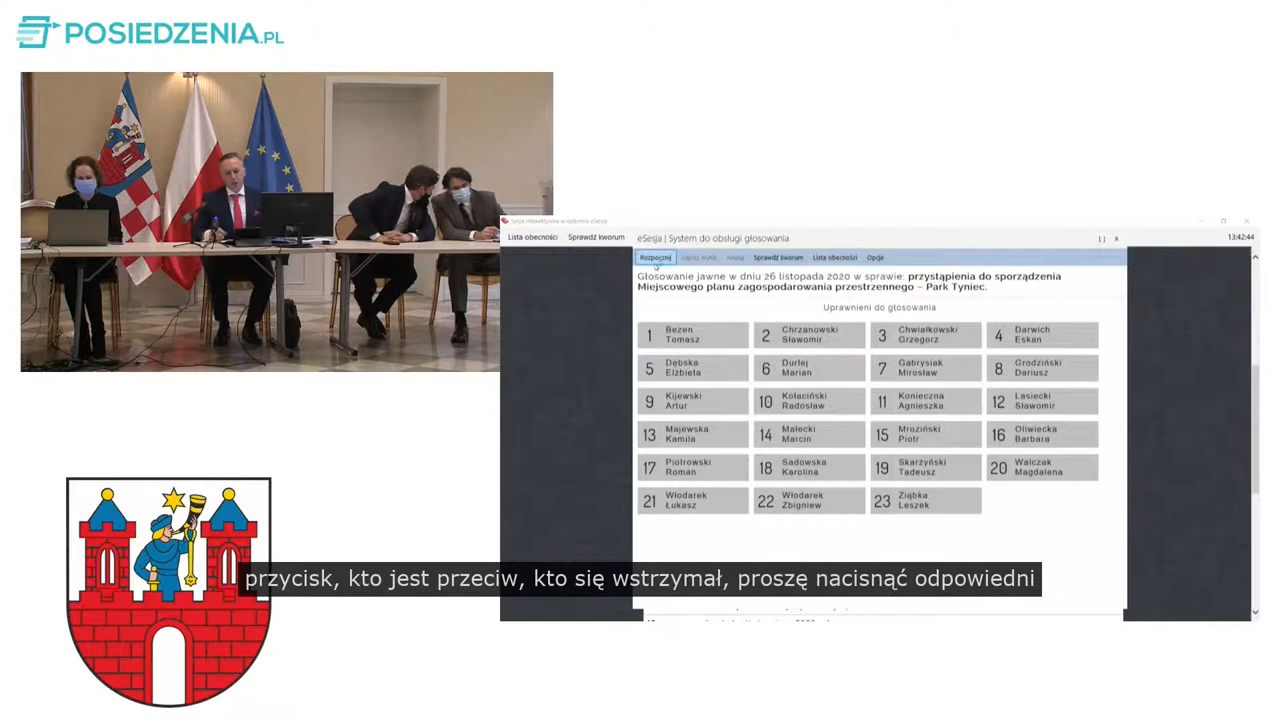 POSIEDZENIA.PL
Sesja interaktywna w systemie eSesja
Lista obecności Sprawdź kworum
eSesja | System do obsługi głosowania
[ ] x
13:42:44
Rozpocznij
Sprawdź kworum Lista obecności Opcje
Głosowanie jawne w dniu 26 listopada 2020 w sprawie: przystąpienia do sporządzenia
Miejscowego planu zagospodarowania przestrzennego – Park Tyniec.
Uprawnieni do głosowania
1 Bezen Tomasz
2 Chrzanowski Sławomir
3 Chwiałkowski Grzegorz
4 Darwich Eskan
5 Dębska Elżbieta
6 Durlej Marian
7 Gabrysiak Mirosław
8 Grodziński Dariusz
9 Kijewski Artur
10 Kołaciński Radosław
11 Konieczna Agnieszka
12 Lasiecki Sławomir
13 Majewska Kamila
14 Małecki Marcin
15 Mroziński Piotr
16 Oliwiecka Barbara
17 Piotrowski Roman
18 Sadowska Karolina
19 Skarżyński Tadeusz
20 Walczak Magdalena
21 Włodarek Łukasz
22 Włodarek Zbigniew
23 Ziąbka Leszek
przycisk, kto jest przeciw, kto się wstrzymał, proszę nacisnąć odpowiedni